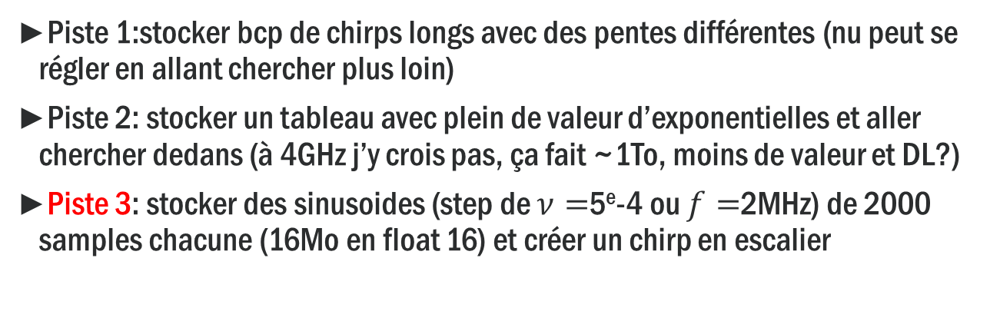 ►Piste 1:stocker bcp de chirps longs avec des pentes différentes (nu peut se
régler en allant chercher plus loin)
►Piste 2: stocker un tableau avec plein de valeur d’exponentielles et aller
chercher dedans (à 4GHz j’y crois pas, ça fait ~1To, moins de valeur et DL?)
►Piste 3: stocker des sinusoides (step de ν =5ᵉ-4 ou f =2MHz) de 2000
samples chacune (16Mo en float 16) et créer un chirp en escalier